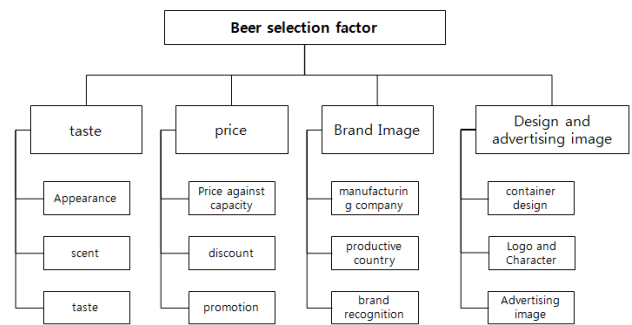 Beer selection factor
taste
price
Brand Image
Design and
advertising image
Appearance
Price against
capacity
manufacturin
g company
container
design
scent
discount
productive
country
Logo and
Character
taste
promotion
brand
recognition
Advertising
image